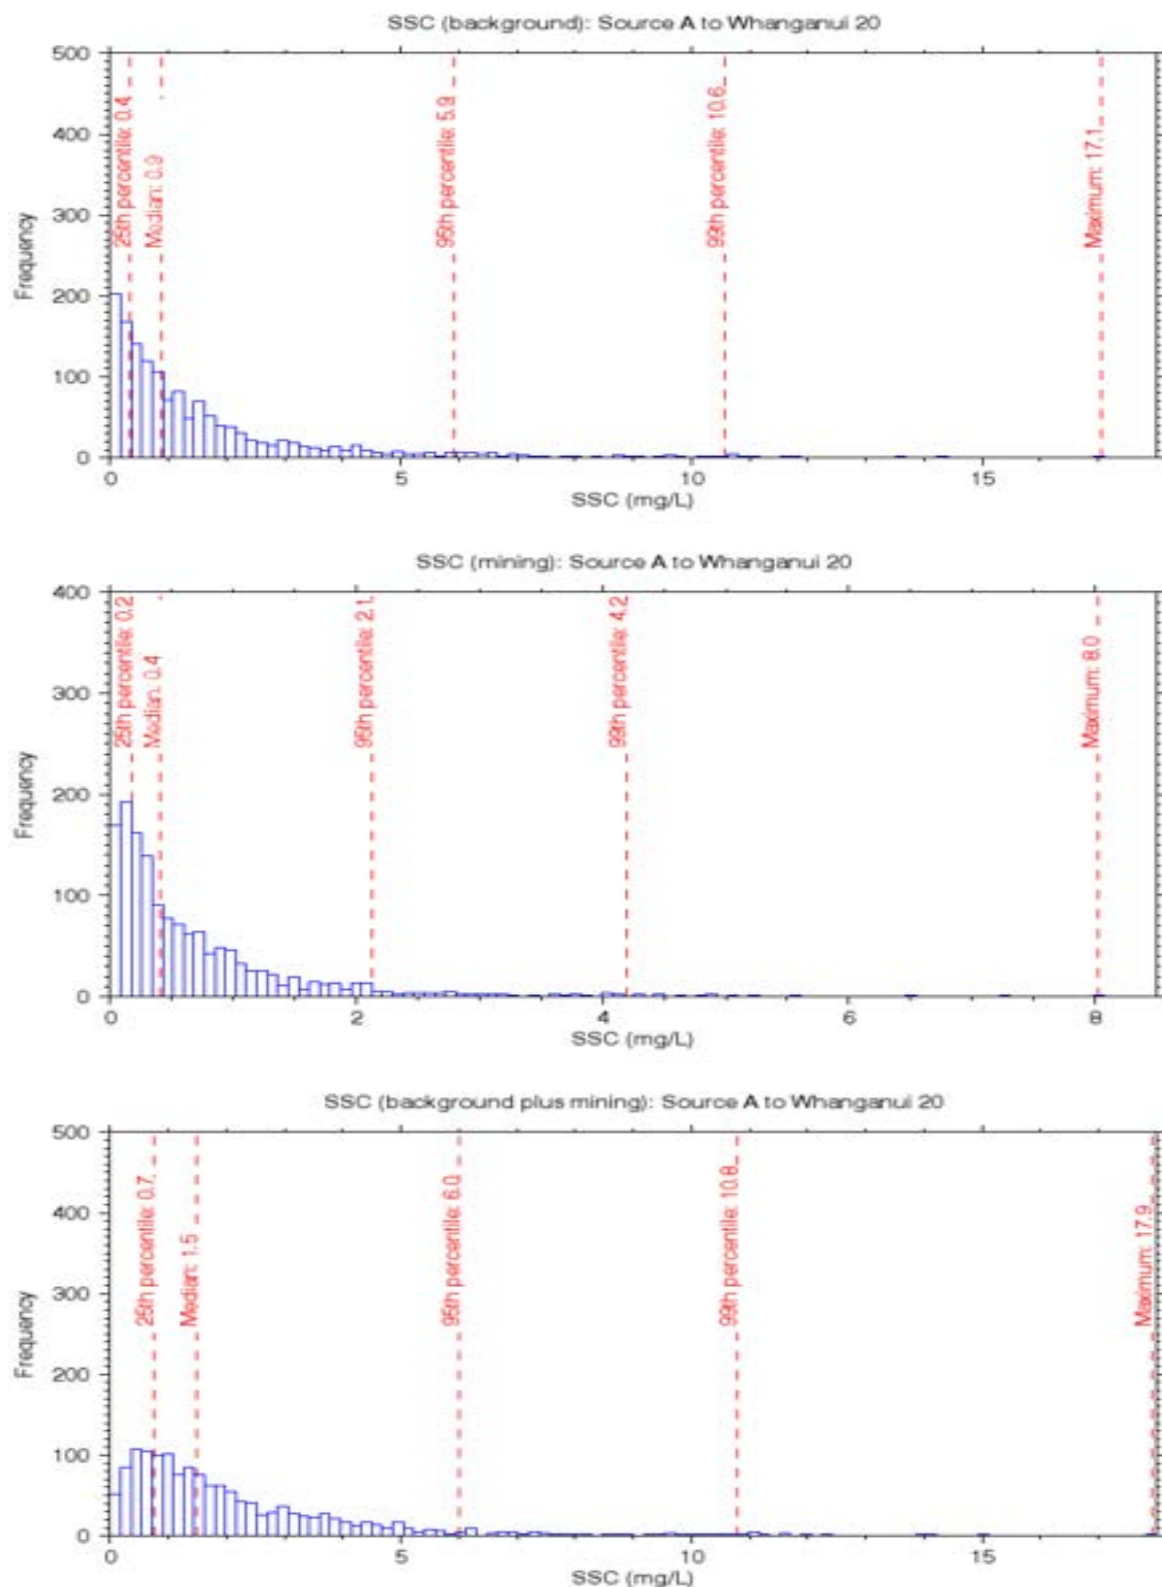 SSC (background): Source A to Whanganui 20
500
400
300
200
100
0
Frequency
25th percentile: 0.4
Median: 0.9
95th percentile: 5.9
99th percentile: 10.6
Maximum: 17.1
0 5 10 15
SSC (mg/L)
SSC (mining): Source A to Whanganui 20
400
300
200
100
0
Frequency
25th percentile: 0.2
Median: 0.4
95th percentile: 2.1
99th percentile: 4.2
Maximum: 8.0
0 2 4 6 8
SSC (mg/L)
SSC (background plus mining): Source A to Whanganui 20
500
400
300
200
100
0
Frequency
25th percentile: 0.7
Median: 1.5
95th percentile: 6.0
99th percentile: 10.8
Maximum: 17.9
0 5 10 15
SSC (mg/L)